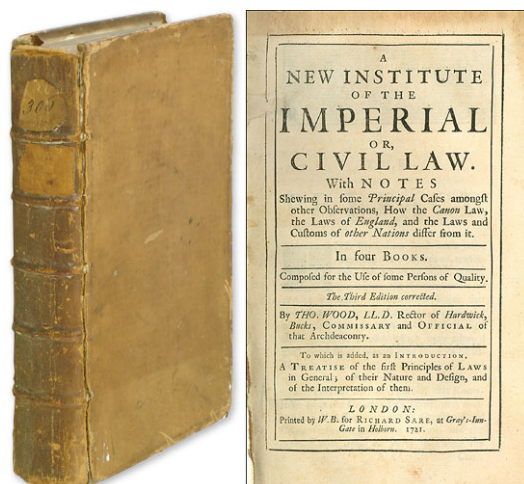 300
A
NEW INSTITUTE
OF THE
IMPERIAL
OR,
CIVIL LAW.
With NOTES
Shewing in some Principal Cases amongst
other Observations, How the Canon Law,
the Laws of England, and the Laws and
Customs of other Nations differ from it.
In four BOOKS.
Composed for the Use of some Persons of Quality.
The Third Edition corrected.
By THO. WOOD, LL. D. Rector of Hardwick,
Bucks, COMMISSARY and OFFICIAL of
that Archdeaconry.
To which is added, as an INTRODUCTION,
A TREATISE of the first Principles of LAWS
in General; of their Nature and Design, and
of the Interpretation of them.
LONDON:
Printed by W. B. for RICHARD SARE, at Gray's-Inn-
Gate in Holborn. 1721.